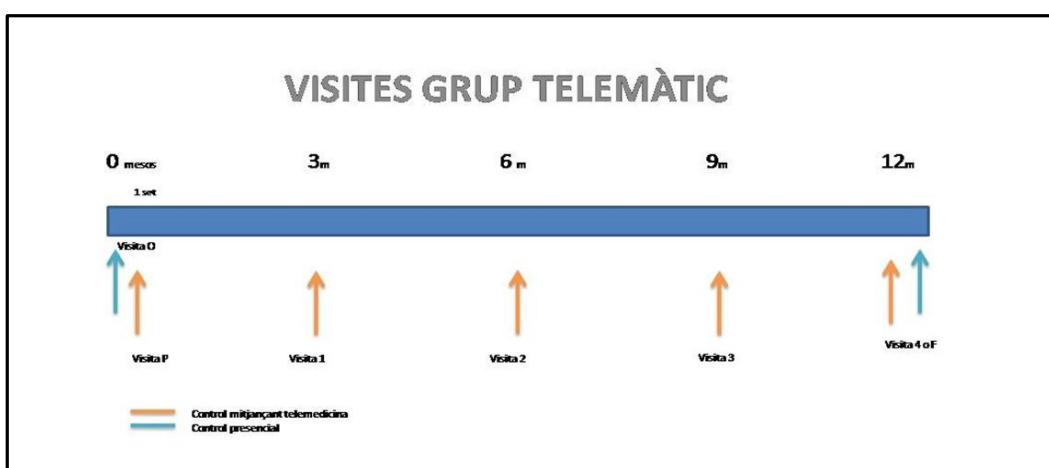 VISITES GRUP TELEMÀTIC
0 mesos 3m 6 m 9m 12m
1 set
Visita O
Visita P Visita 1 Visita 2 Visita 3 Visita 4 o F
Control mitjançant telemedicina
Control presencial